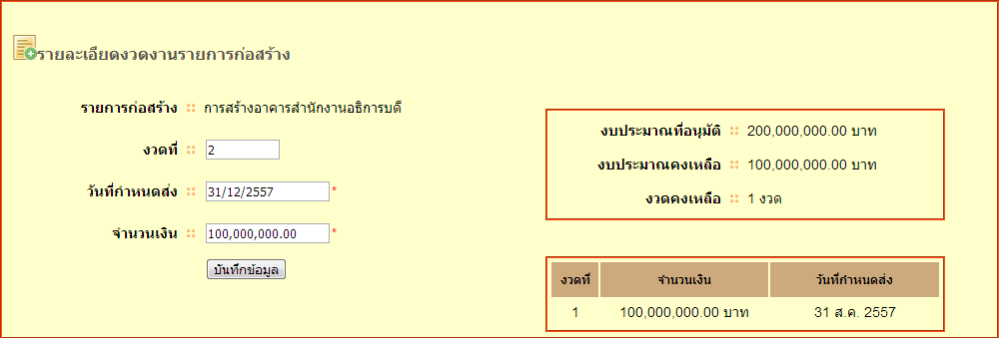 รายละเอียดงวดงานรายการก่อสร้าง
รายการก่อสร้าง :: การสร้างอาคารสำนักงานอธิการบดี
งวดที่ :: 2
วันที่กำหนดส่ง :: 31/12/2557 *
จำนวนเงิน :: 100,000,000.00 *
บันทึกข้อมูล
งบประมาณที่อนุมัติ :: 200,000,000.00 บาท
งบประมาณคงเหลือ :: 100,000,000.00 บาท
งวดคงเหลือ :: 1 งวด
งวดที่ จำนวนเงิน วันที่กำหนดส่ง
1 100,000,000.00 บาท 31 ส.ค. 2557